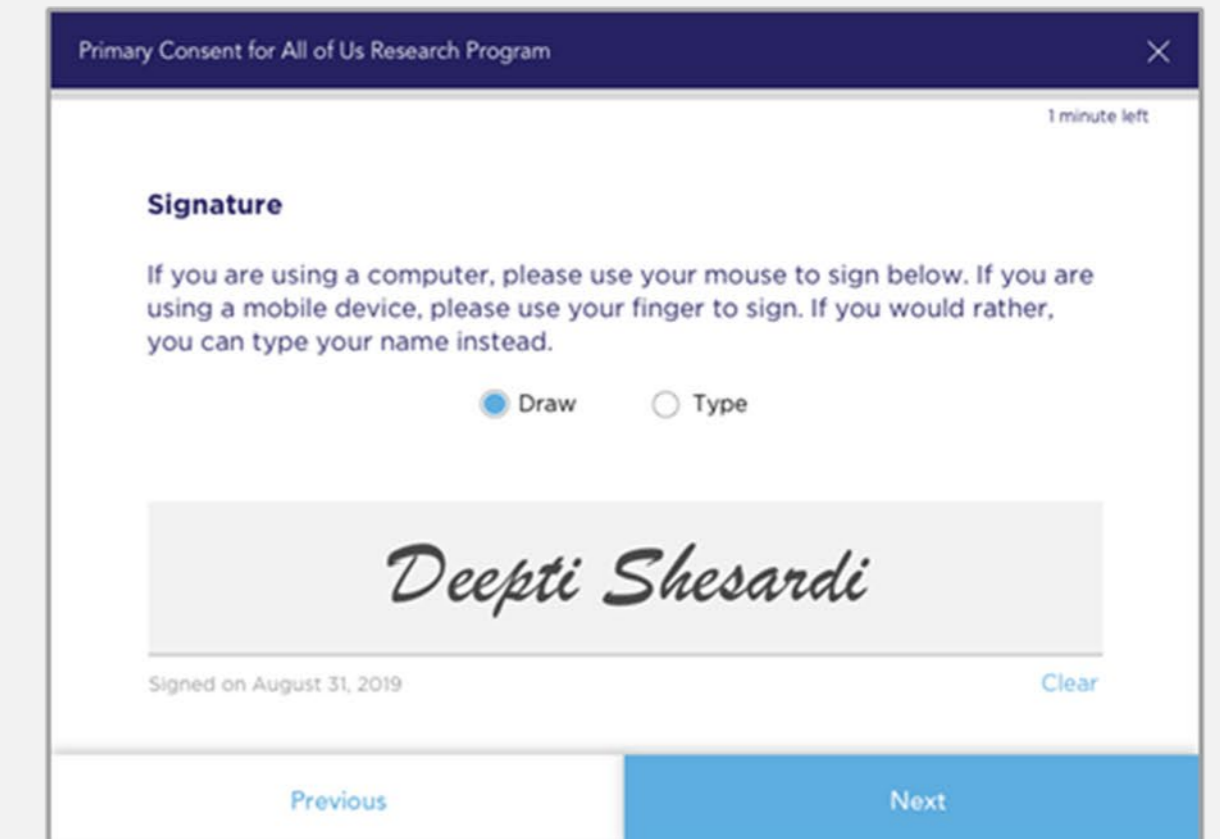 Primary Consent for All of Us Research Program
1 minute left
Signature
If you are using a computer, please use your mouse to sign below. If you are
using a mobile device, please use your finger to sign. If you would rather,
you can type your name instead.
Draw Type
Deepti Shesardi
Signed on August 31, 2019 Clear
Previous Next